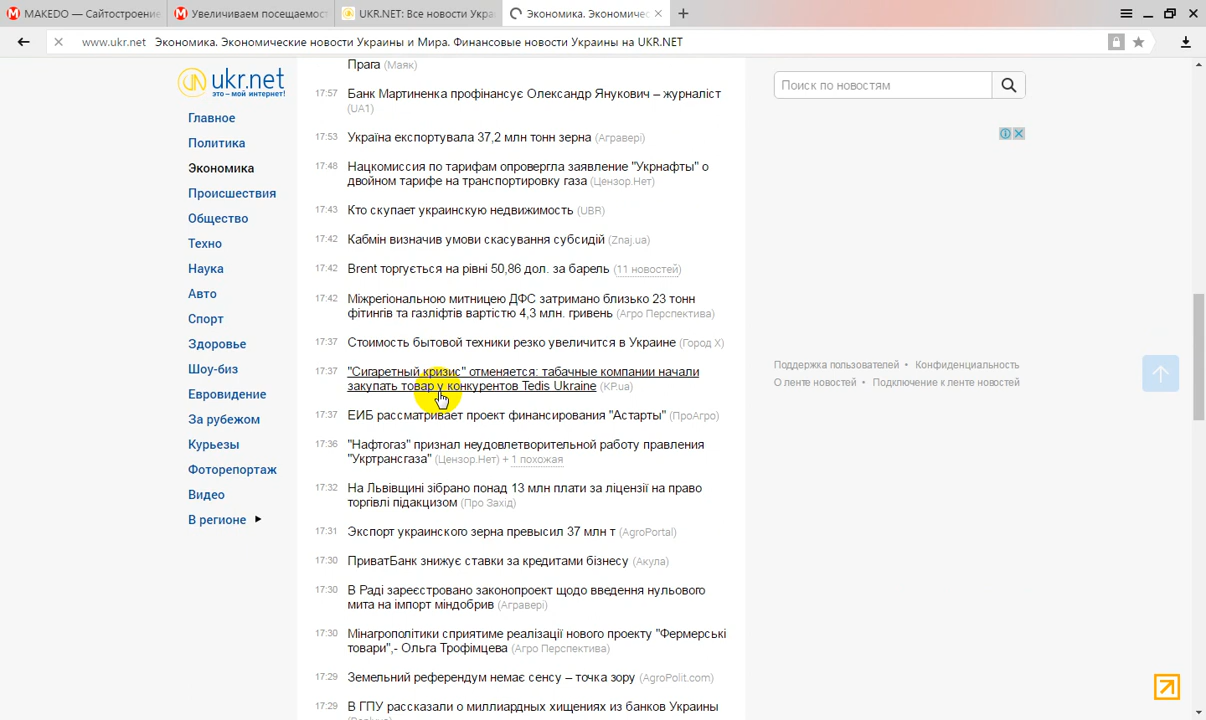 MAKEDO — Сайтостроение
Увеличиваем посещаемост
UKR.NET: Все новости Укра
Экономика. Экономичес
www.ukr.net Экономика. Экономические новости Украины и Мира. Финансовые новости Украины на UKR.NET
ukr.net
это – мой интернет!
Главное
Политика
Экономика
Происшествия
Общество
Техно
Наука
Авто
Спорт
Здоровье
Шоу-биз
Евровидение
За рубежом
Курьезы
Фоторепортаж
Видео
В регионе
Прага (Маяк)
17:57 Банк Мартиненка профінансує Олександр Янукович – журналіст
(UA1)
17:53 Україна експортувала 37,2 млн тонн зерна (Агравері)
17:48 Нацкомиссия по тарифам опровергла заявление "Укрнафты" о
двойном тарифе на транспортировку газа (Цензор.Нет)
17:43 Кто скупает украинскую недвижимость (UBR)
17:42 Кабмін визначив умови скасування субсидій (Znaj.ua)
17:42 Brent торгується на рівні 50,86 дол. за барель (11 новостей)
17:42 Міжрегіональною митницею ДФС затримано близько 23 тонн
фітингів та газліфтів вартістю 4,3 млн. гривень (Агро Перспектива)
17:37 Стоимость бытовой техники резко увеличится в Украине (Город X)
17:37 "Сигаретный кризис" отменяется: табачные компании начали
закупать товар у конкурентов Tedis Ukraine (KP.ua)
17:37 ЕИБ рассматривает проект финансирования "Астарты" (ПроАгро)
17:36 "Нафтогаз" признал неудовлетворительной работу правления
"Укртрансгаза" (Цензор.Нет) + 1 похожая
17:32 На Львівщині зібрано понад 13 млн плати за ліцензії на право
торгівлі підакцизом (Про Захід)
17:31 Экспорт украинского зерна превысил 37 млн т (AgroPortal)
17:30 ПриватБанк знижує ставки за кредитами бізнесу (Акула)
17:30 В Раді зареєстровано законопроект щодо введення нульового
мита на імпорт міндобрив (Агравері)
17:30 Мінагрополітики сприятиме реалізації нового проекту "Фермерські
товари",- Ольга Трофімцева (Агро Перспектива)
17:29 Земельний референдум немає сенсу – точка зору (AgroPolit.com)
17:29 В ГПУ рассказали о миллиардных хищениях из банков Украины
Поиск по новостям
Поддержка пользователей • Конфиденциальность
О ленте новостей • Подключение к ленте новостей